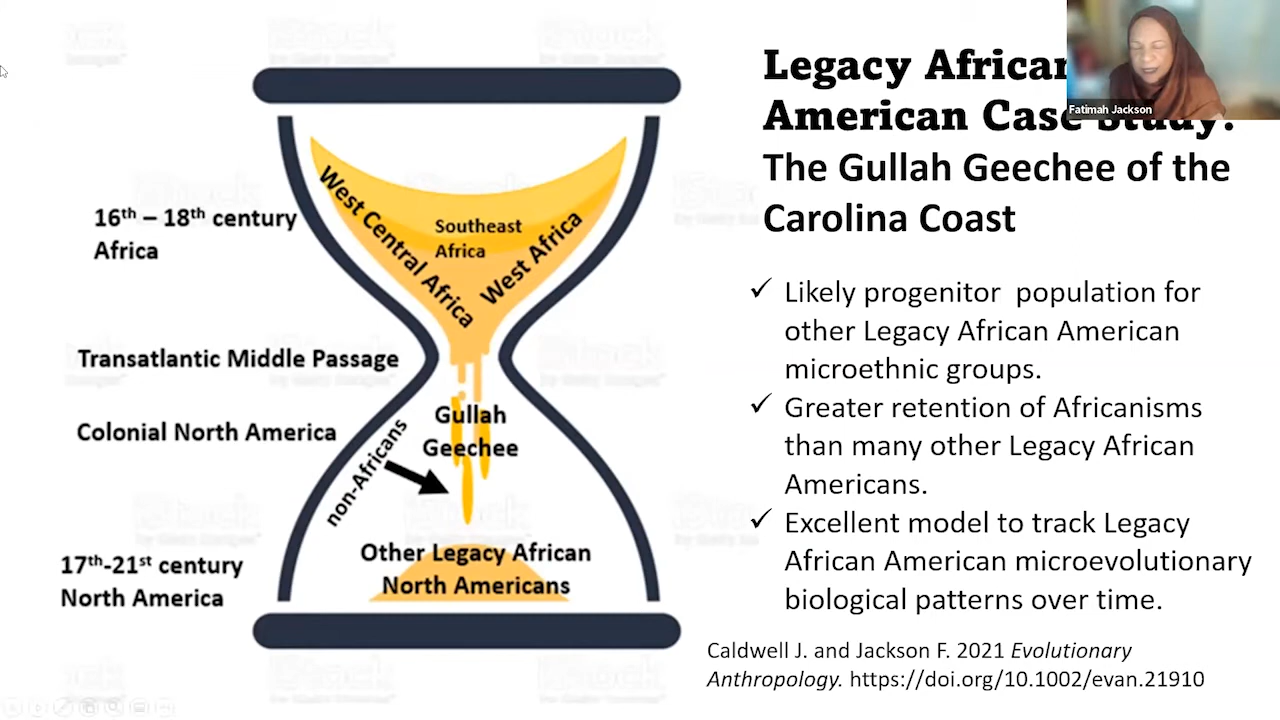 Legacy African
American Case Study:
The Gullah Geechee of the
Carolina Coast
Fatimah Jackson
16th – 18th century
Africa
West Central Africa
Southeast
Africa
West Africa
Transatlantic Middle Passage
Colonial North America
Gullah
Geechee
non-Africans
17th-21st century
North America
Other Legacy African
North Americans
✓ Likely progenitor population for
other Legacy African American
microethnic groups.
✓ Greater retention of Africanisms
than many other Legacy African
Americans.
✓ Excellent model to track Legacy
African American microevolutionary
biological patterns over time.
Caldwell J. and Jackson F. 2021 Evolutionary
Anthropology. https://doi.org/10.1002/evan.21910